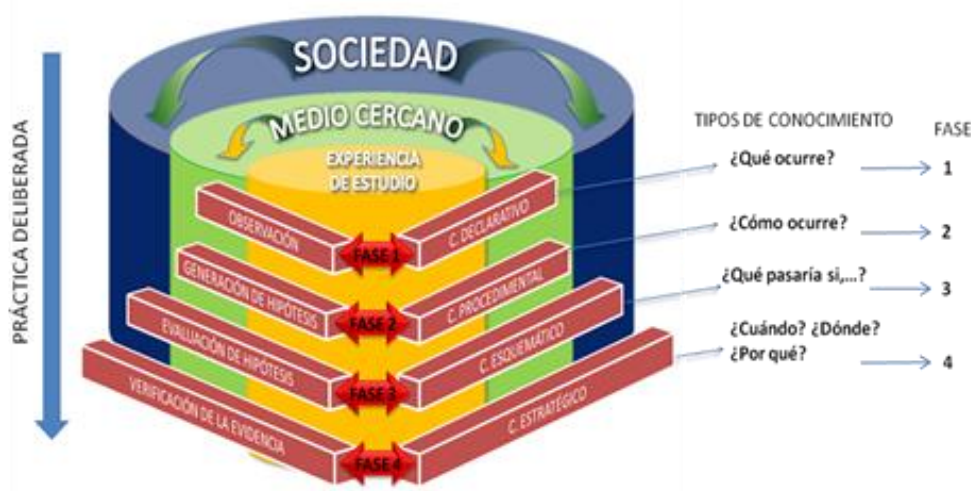 PRÁCTICA DELIBERADA
SOCIEDAD
MEDIO CERCANO
EXPERIENCIA
DE ESTUDIO
OBSERVACIÓN
FASE 1
C. DECLARATIVO
GENERACIÓN DE HIPÓTESIS
FASE 2
C. PROCEDIMENTAL
EVALUACIÓN DE HIPÓTESIS
FASE 3
C. ESQUEMÁTICO
VERIFICACIÓN DE LA EVIDENCIA
FASE 4
C. ESTRATÉGICO
TIPOS DE CONOCIMIENTO
FASE
¿Qué ocurre?
1
¿Cómo ocurre?
2
¿Qué pasaría si,...?
3
¿Cuándo? ¿Dónde?
¿Por qué?
4